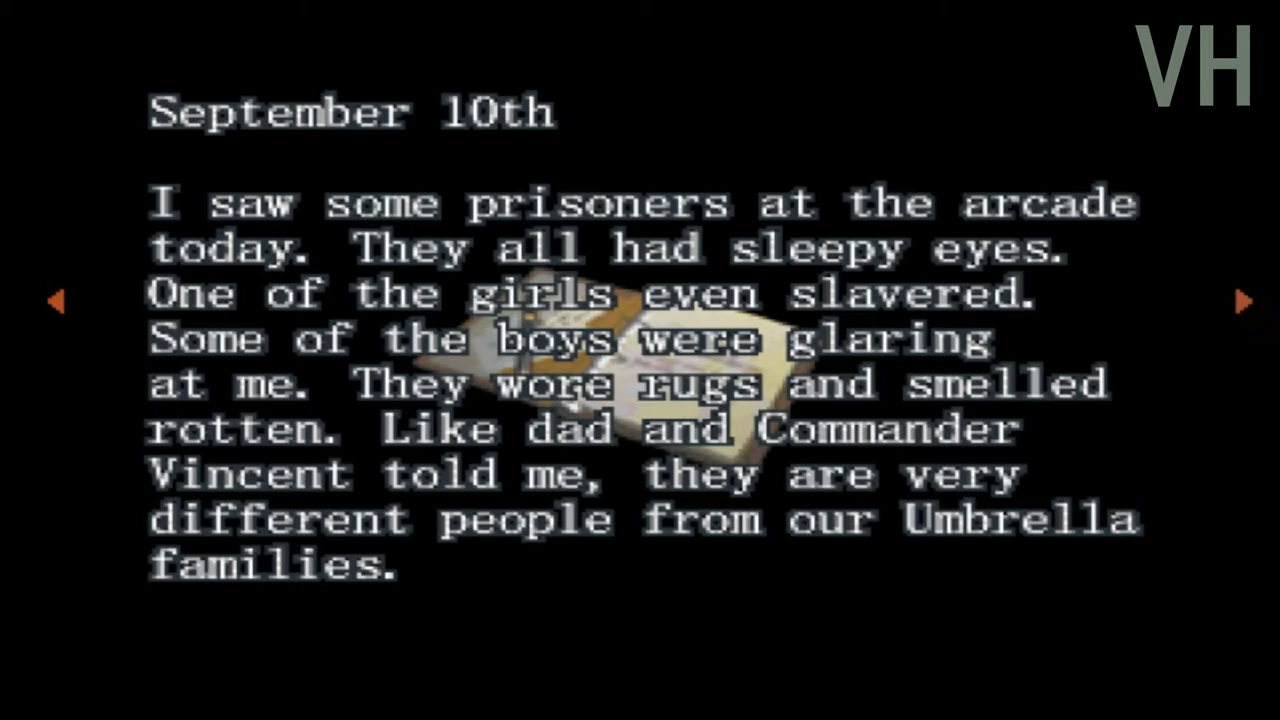 VH
September 10th
I saw some prisoners at the arcade
today. They all had sleepy eyes.
One of the girls even slavered.
Some of the boys were glaring
at me. They wore rugs and smelled
rotten. Like dad and Commander
Vincent told me, they are very
different people from our Umbrella
families.